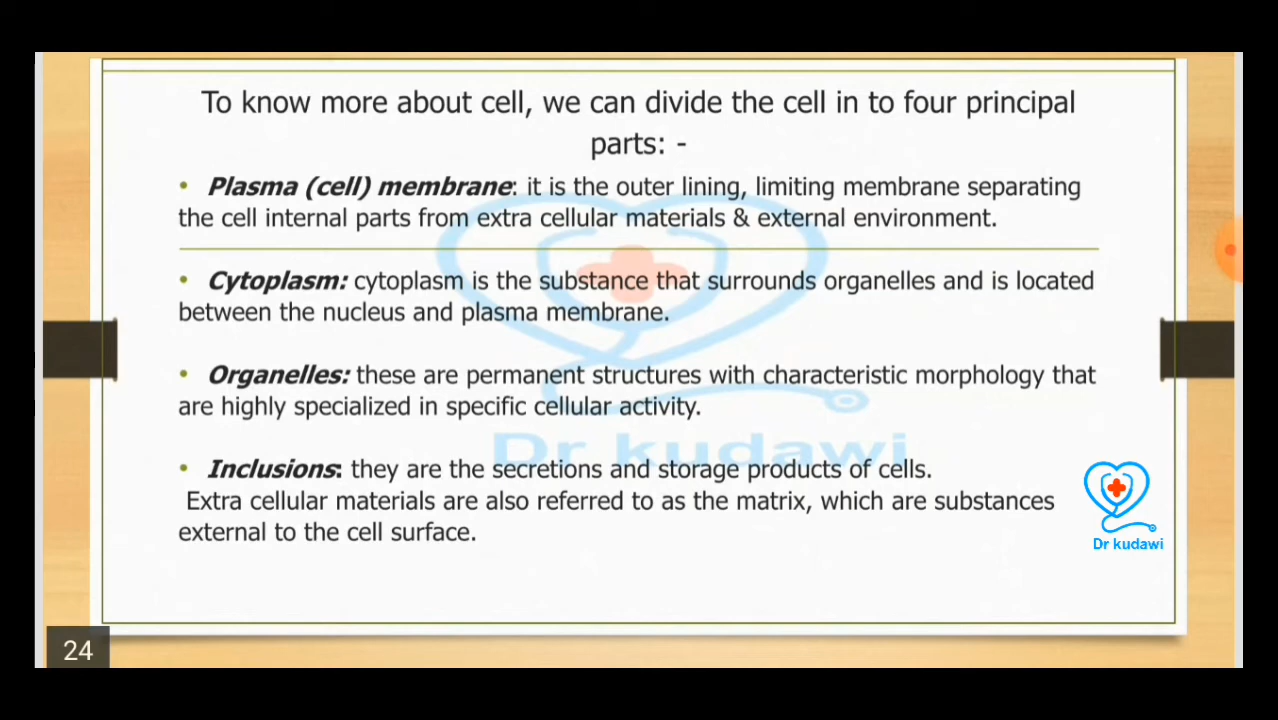 To know more about cell, we can divide the cell in to four principal
parts: -
• Plasma (cell) membrane: it is the outer lining, limiting membrane separating
the cell internal parts from extra cellular materials & external environment.
• Cytoplasm: cytoplasm is the substance that surrounds organelles and is located
between the nucleus and plasma membrane.
• Organelles: these are permanent structures with characteristic morphology that
are highly specialized in specific cellular activity.
Dr kudawi
• Inclusions: they are the secretions and storage products of cells.
Extra cellular materials are also referred to as the matrix, which are substances
external to the cell surface.
Dr kudawi
24